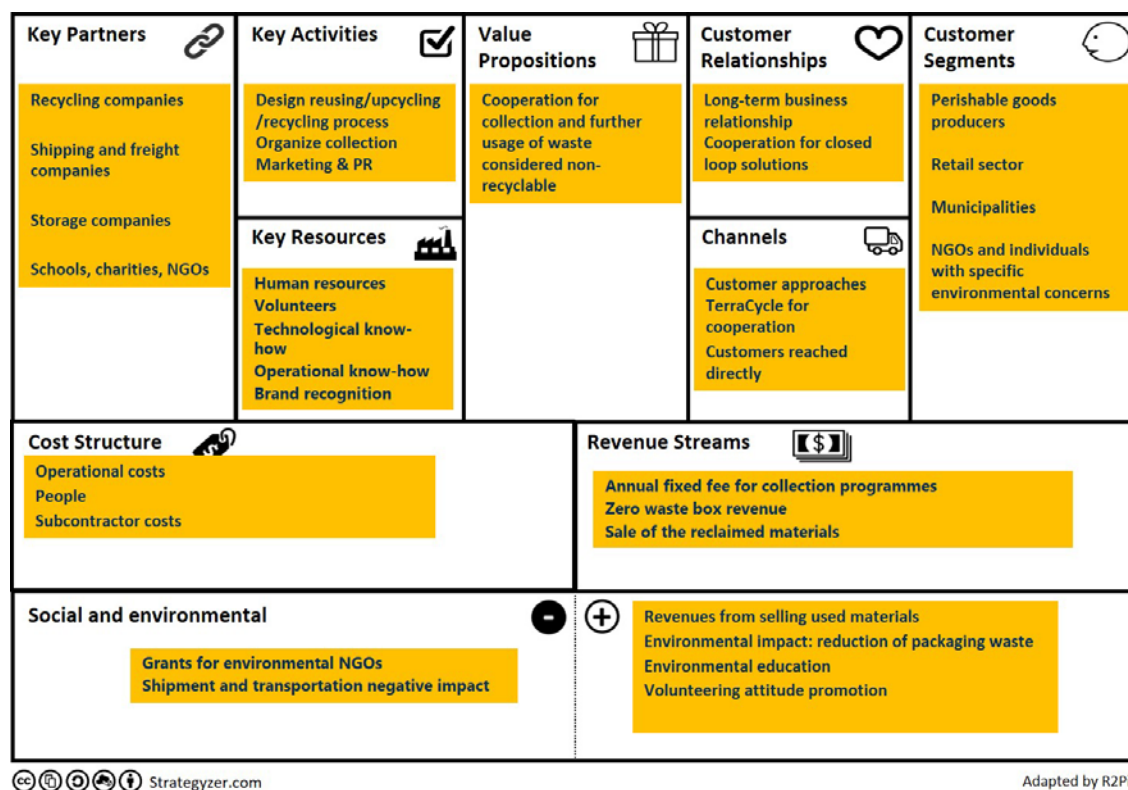 Key Partners
Recycling companies
Shipping and freight
companies
Storage companies
Schools, charities, NGOs
Key Activities
Design reusing/upcycling
/recycling process
Organize collection
Marketing & PR
Key Resources
Human resources
Volunteers
Technological know-
how
Operational know-how
Brand recognition
Value
Propositions
Cooperation for
collection and further
usage of waste
considered non-
recyclable
Customer
Relationships
Long-term business
relationship
Cooperation for closed
loop solutions
Channels
Customer approaches
TerraCycle for
cooperation
Customers reached
directly
Customer
Segments
Perishable goods
producers
Retail sector
Municipalities
NGOs and individuals
with specific
environmental concerns
Cost Structure
Operational costs
People
Subcontractor costs
Revenue Streams
$
Annual fixed fee for collection programmes
Zero waste box revenue
Sale of the reclaimed materials
Social and environmental
-
Grants for environmental NGOs
Shipment and transportation negative impact
+
Revenues from selling used materials
Environmental impact: reduction of packaging waste
Environmental education
Volunteering attitude promotion
cc Strategyzer.com
Adapted by R2Pi